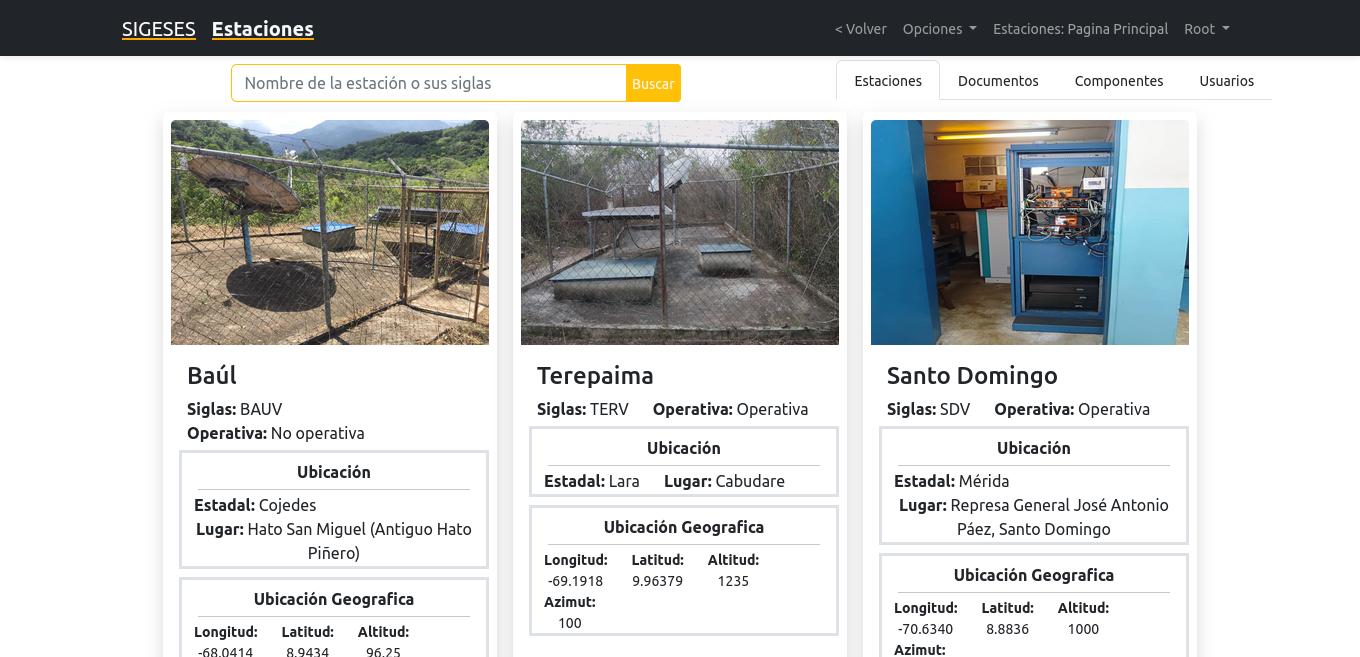 SIGESES Estaciones < Volver Opciones Estaciones: Pagina Principal Root
Nombre de la estación o sus siglas Buscar Estaciones Documentos Componentes Usuarios
Baúl
Siglas: BAUV
Operativa: No operativa
Ubicación
Estadal: Cojedes
Lugar: Hato San Miguel (Antiguo Hato
Piñero)
Ubicación Geografica
Longitud: Latitud: Altitud:
-68.0414 8.9434 96.25
Terepaima
Siglas: TERV Operativa: Operativa
Ubicación
Estadal: Lara Lugar: Cabudare
Ubicación Geografica
Longitud: Latitud: Altitud:
-69.1918 9.96379 1235
Azimut:
100
Santo Domingo
Siglas: SDV Operativa: Operativa
Ubicación
Estadal: Mérida
Lugar: Represa General José Antonio
Páez, Santo Domingo
Ubicación Geografica
Longitud: Latitud: Altitud:
-70.6340 8.8836 1000
Azimut: